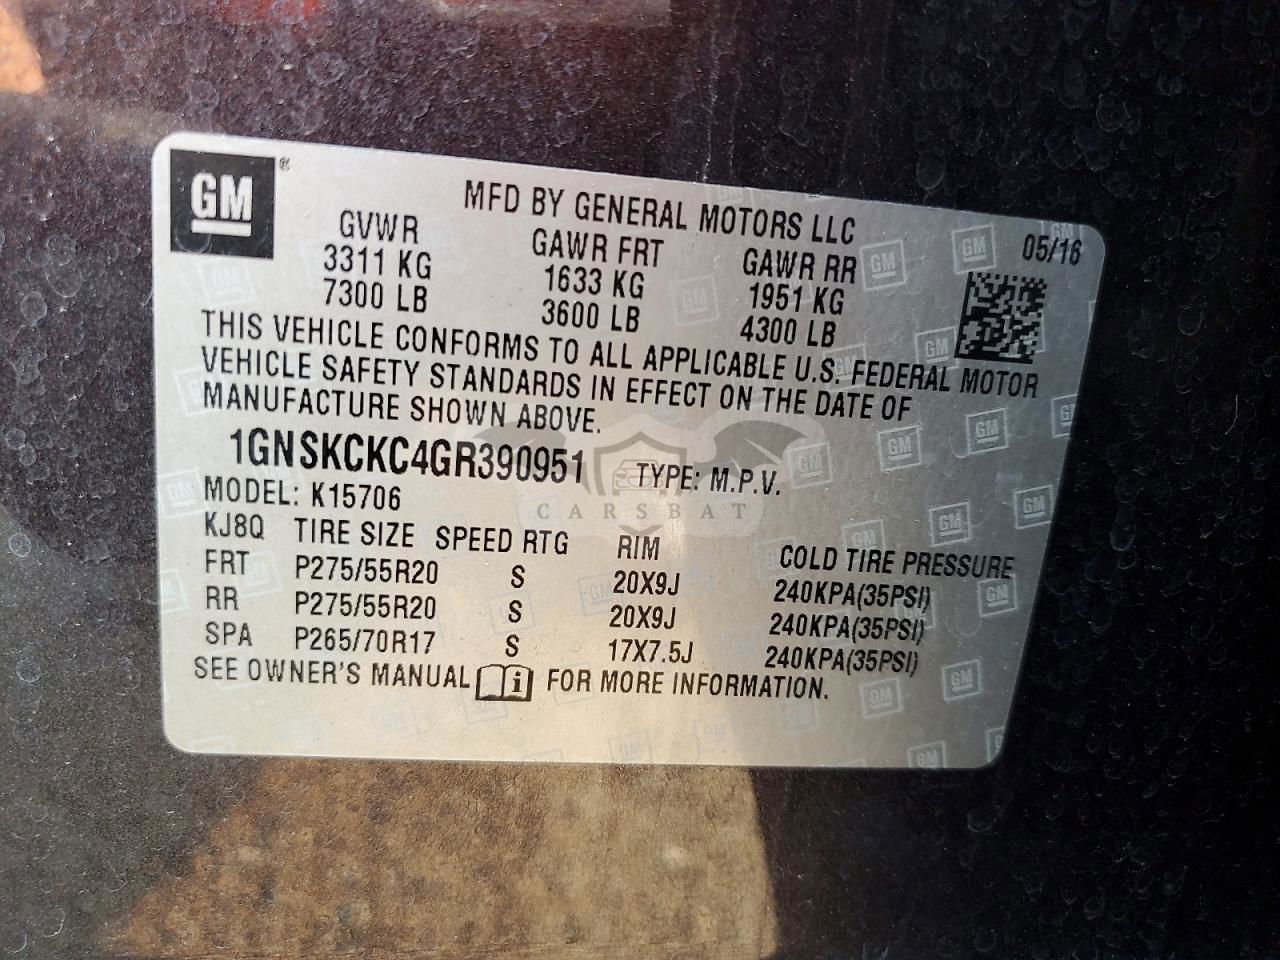 GM®
MFD BY GENERAL MOTORS LLC
05/16
GVWR GAWR FRT GAWR RR
3311 KG 1633 KG 1951 KG
7300 LB 3600 LB 4300 LB
THIS VEHICLE CONFORMS TO ALL APPLICABLE U.S. FEDERAL MOTOR
VEHICLE SAFETY STANDARDS IN EFFECT ON THE DATE OF
MANUFACTURE SHOWN ABOVE.
1GNSKCKC4GR390951 TYPE: M.P.V.
CARSBAT
MODEL: K15706
KJ8Q TIRE SIZE SPEED RTG RIM COLD TIRE PRESSURE
FRT P275/55R20 S 20X9J 240KPA(35PSI)
RR P275/55R20 S 20X9J 240KPA(35PSI)
SPA P265/70R17 S 17X7.5J 240KPA(35PSI)
SEE OWNER'S MANUAL i FOR MORE INFORMATION.